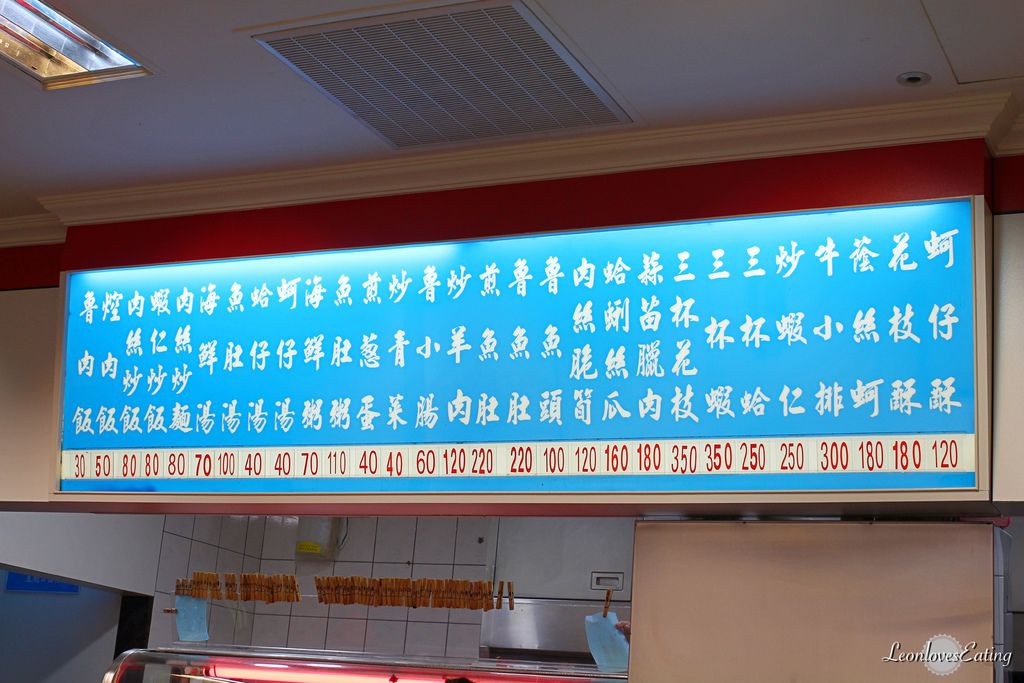 魯肉飯 30
焢肉飯 50
肉絲炒飯 80
蝦仁炒飯 80
肉絲炒麵 80
海鮮湯 70
魚肚湯 100
蛤仔湯 40
蚵仔湯 40
海鮮粥 70
魚肚粥 110
煎蔥蛋 40
炒青菜 40
魯小腸 60
炒羊肉 120
煎魚肚 220
魯魚肚 220
魯魚頭 100
肉絲脆筍 120
蛤蜊絲瓜 160
蒜苗臘肉 180
三杯花枝 350
三杯蝦 350
三杯蛤 250
炒蝦仁 250
牛小排 300
蔭絲蚵 180
花枝酥 180
蚵仔酥 120
LeonlovesEating